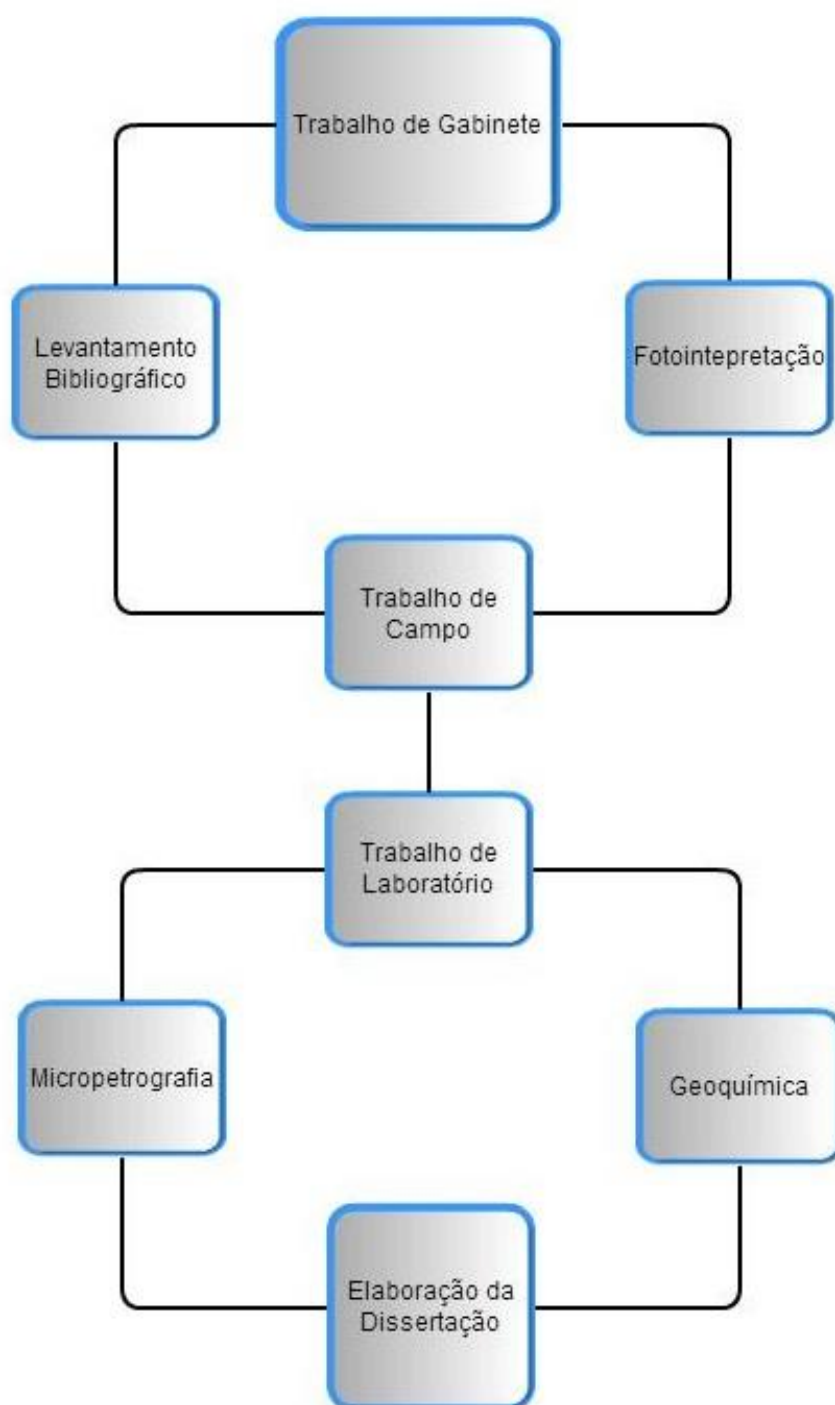 Trabalho de Gabinete
Levantamento
Bibliográfico
Fotointepretação
Trabalho de
Campo
Trabalho de
Laboratório
Micropetrografia
Geoquímica
Elaboração da
Dissertação